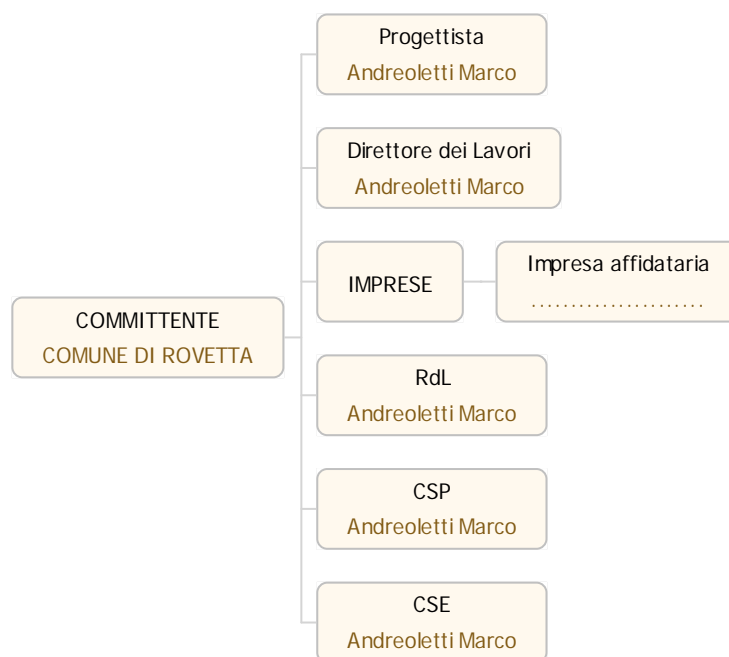 Progettista
Andreoletti Marco
Direttore dei Lavori
Andreoletti Marco
IMPRESE
Impresa affidataria
......................
COMMITTENTE
COMUNE DI ROVETTA
RdL
Andreoletti Marco
CSP
Andreoletti Marco
CSE
Andreoletti Marco